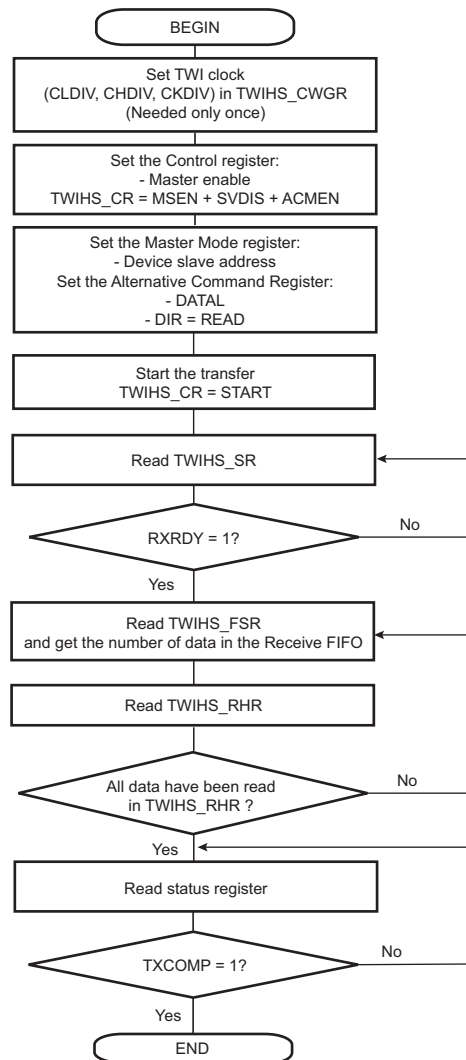 BEGIN
Set TWI clock
(CLDIV, CHDIV, CKDIV) in TWIHS_CWGR
(Needed only once)
Set the Control register:
- Master enable
TWIHS_CR = MSEN + SVDIS + ACMEN
Set the Master Mode register:
- Device slave address
Set the Alternative Command Register:
- DATAL
- DIR = READ
Start the transfer
TWIHS_CR = START
Read TWIHS_SR
RXRDY = 1?
No
Yes
Read TWIHS_FSR
and get the number of data in the Receive FIFO
Read TWIHS_RHR
All data have been read
in TWIHS_RHR ?
No
Yes
Read status register
TXCOMP = 1?
No
Yes
END